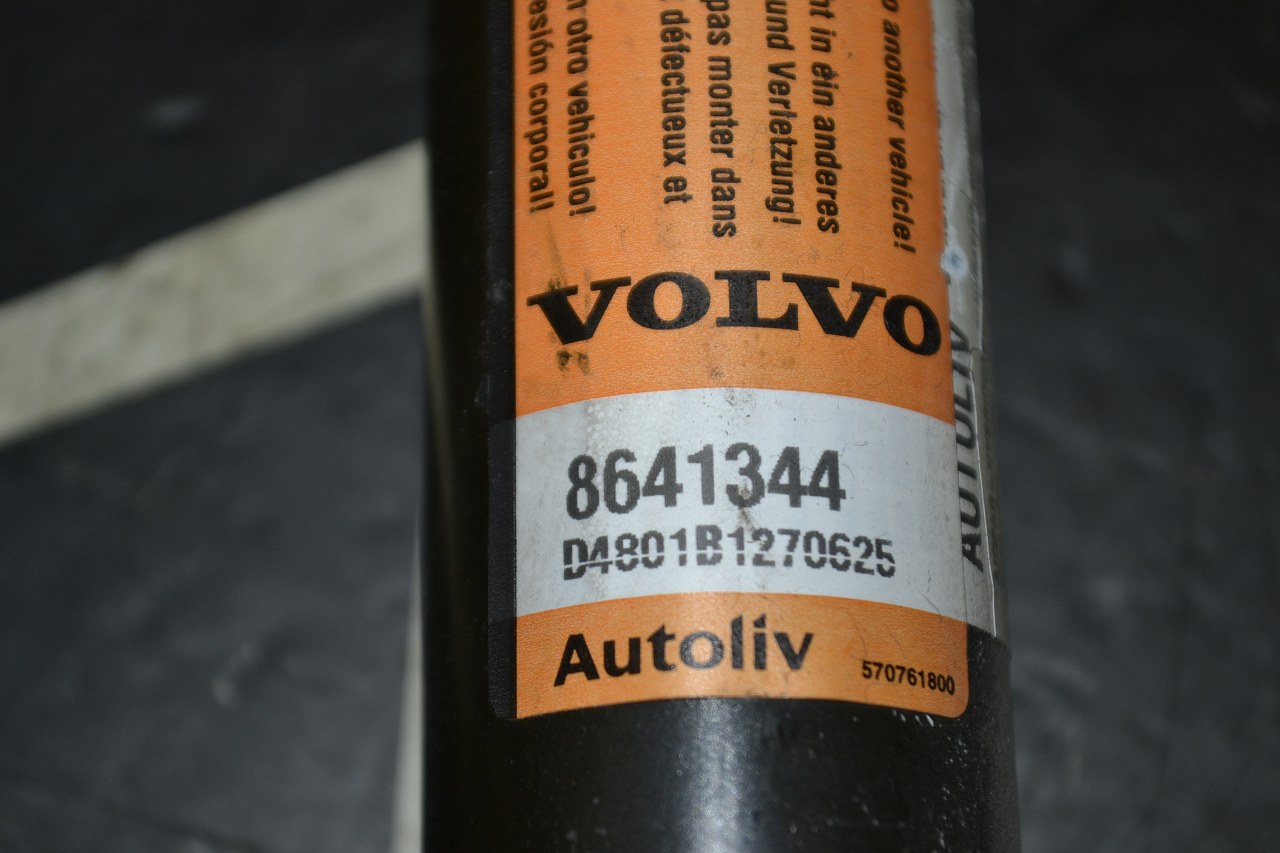 another vehicle!
in ein anderes
und Verletzung!
pas monter dans
défectueux et
otro vehiculo!
corporal!
VOLVO
8641344
D4801B1270625
Autoliv
570761800
AUTOLIV